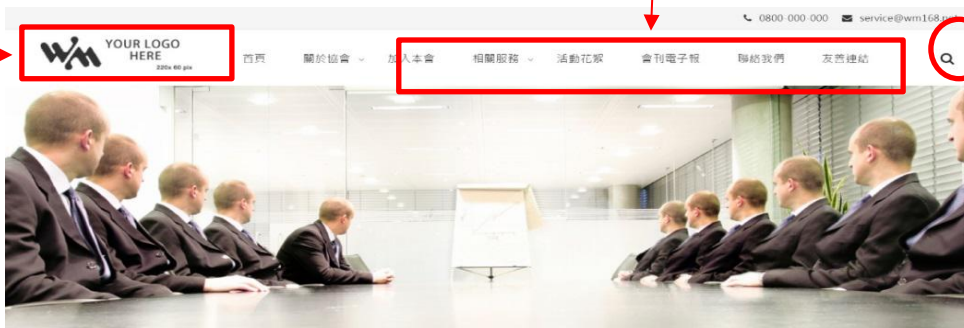 0800-000-000 service@wm168.net
YOUR LOGO
HERE
220x 60 pix
首頁 關於協會 加入本會 相關服務 活動花絮 會刊電子報 聯絡我們 友善連結